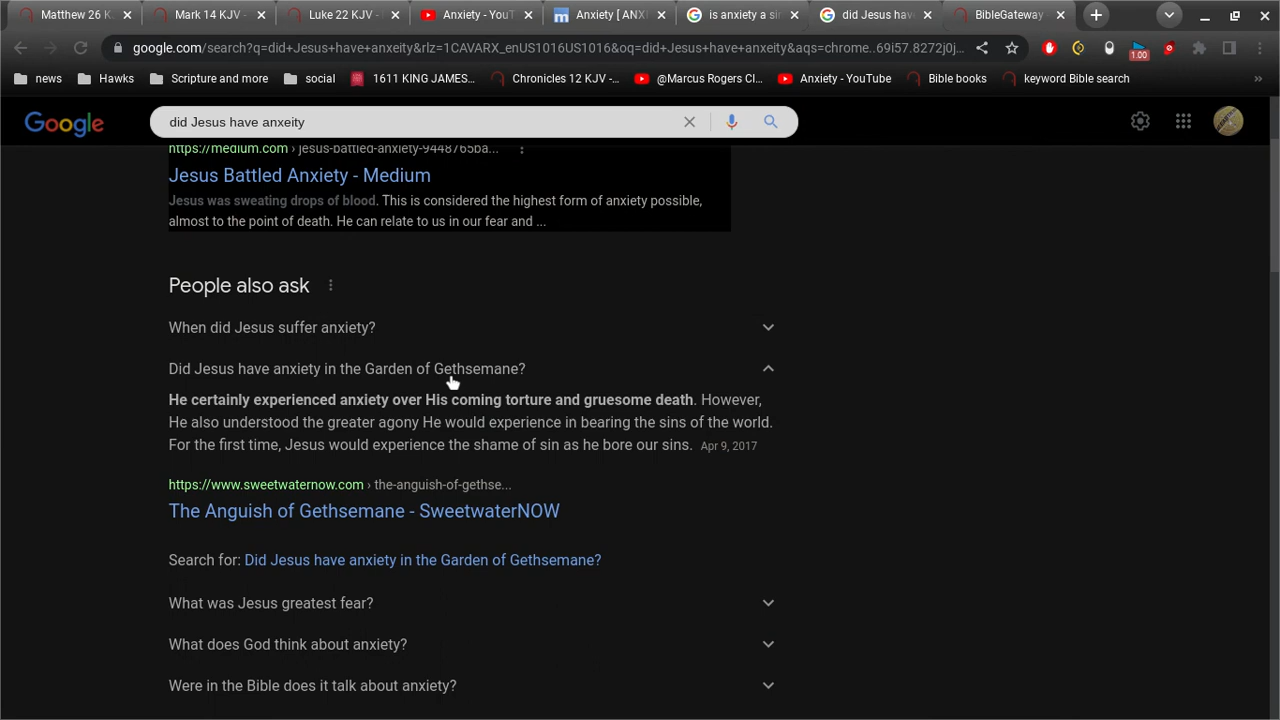 Matthew 26 K
Mark 14 KJV -
Luke 22 KJV -
Anxiety - YouT
Anxiety [ ANXI
is anxiety a si
did Jesus hav
BibleGateway
google.com/search?q=did+Jesus+have+anxeity&rlz=1CAVARX_enUS1016US1016&oq=did+Jesus+have+anxeity&aqs=chrome..69i57.8272j0j...
1.00
news
Hawks
Scripture and more
social
1611 KING JAMES...
Chronicles 12 KJV -...
@Marcus Rogers Cl...
Anxiety - YouTube
Bible books
keyword Bible search
»
Google
did Jesus have anxeity
https://medium.com › jesus-battled-anxiety-9448765ba...
Jesus Battled Anxiety - Medium
Jesus was sweating drops of blood. This is considered the highest form of anxiety possible,
almost to the point of death. He can relate to us in our fear and ...
People also ask
When did Jesus suffer anxiety?
Did Jesus have anxiety in the Garden of Gethsemane?
He certainly experienced anxiety over His coming torture and gruesome death. However,
He also understood the greater agony He would experience in bearing the sins of the world.
For the first time, Jesus would experience the shame of sin as he bore our sins. Apr 9, 2017
https://www.sweetwaternow.com › the-anguish-of-gethse...
The Anguish of Gethsemane - SweetwaterNOW
Search for: Did Jesus have anxiety in the Garden of Gethsemane?
What was Jesus greatest fear?
What does God think about anxiety?
Were in the Bible does it talk about anxiety?